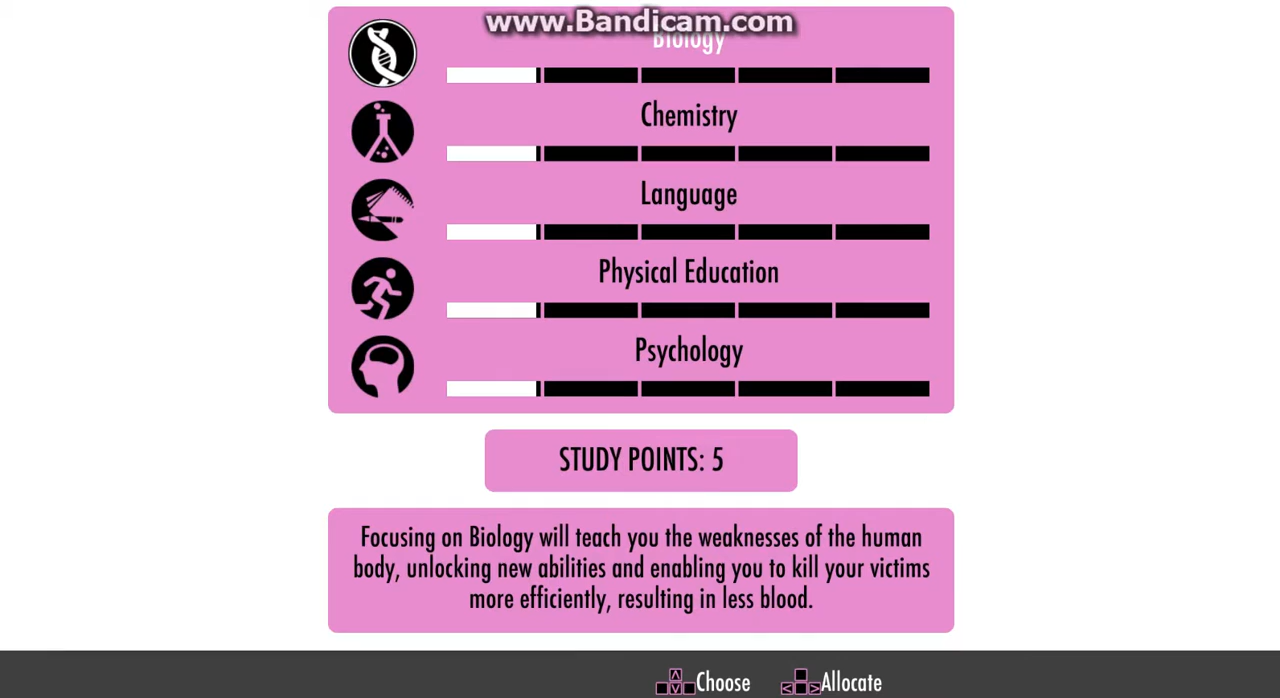 www.Bandicam.com
Biology
Chemistry
Language
Physical Education
Psychology
STUDY POINTS: 5
Focusing on Biology will teach you the weaknesses of the human
body, unlocking new abilities and enabling you to kill your victims
more efficiently, resulting in less blood.
Choose Allocate